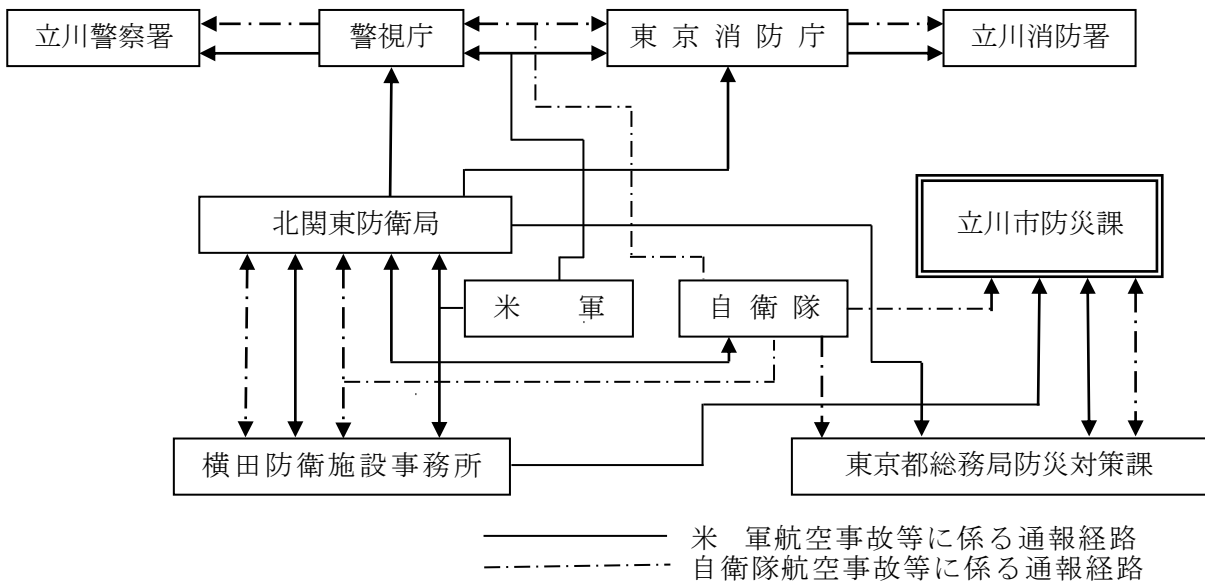 立川警察署
警視庁
東京消防庁
立川消防署
北関東防衛局
立川市防災課
米　軍
自衛隊
横田防衛施設事務所
東京都総務局防災対策課
米　軍航空事故等に係る通報経路
自衛隊航空事故等に係る通報経路